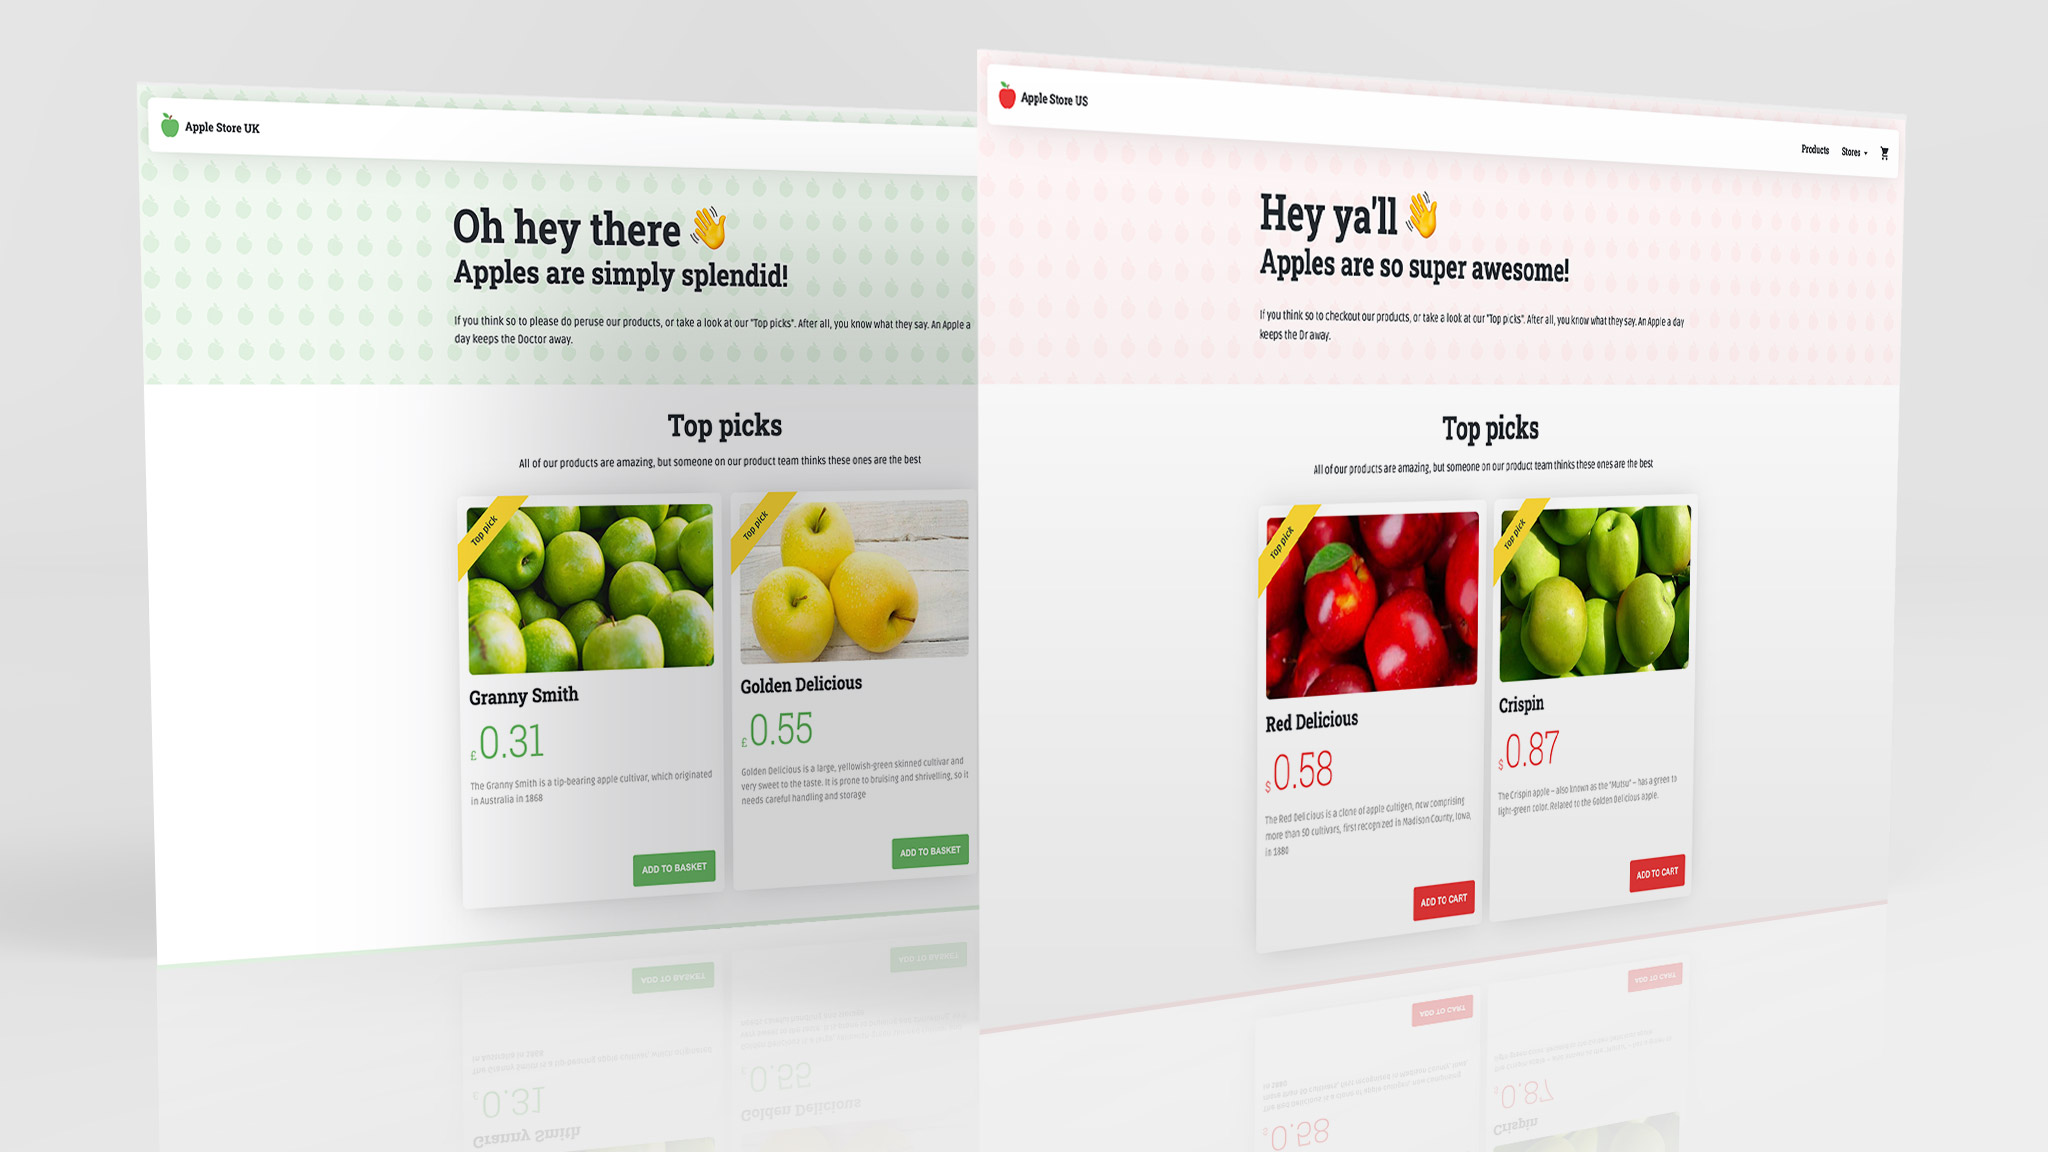 Apple Store UK
Oh hey there
Apples are simply splendid!
If you think so to please do peruse our products, or take a look at our "Top picks". After all, you know what they say. An Apple a
day keeps the Doctor away.
Top picks
All of our products are amazing, but someone on our product team thinks these ones are the best
Top pick
Granny Smith
£0.31
The Granny Smith is a tip-bearing apple cultivar, which originated
in Australia in 1868
ADD TO BASKET
Top pick
Golden Delicious
£0.55
Golden Delicious is a large, yellowish-green skinned cultivar and
very sweet to the taste. It is prone to bruising and shrivelling, so it
needs careful handling and storage
ADD TO BASKET
Apple Store US
Products Stores
Hey ya'll
Apples are so super awesome!
If you think so to checkout our products, or take a look at our "Top picks". After all, you know what they say. An Apple a day
keeps the Dr away.
Top picks
All of our products are amazing, but someone on our product team thinks these ones are the best
Top pick
Red Delicious
$0.58
The Red Delicious is a clone of apple cultigen, now comprising
more than 50 cultivars, first recognized in Madison County, Iowa,
in 1880
ADD TO CART
Top pick
Crispin
$0.87
The Crispin apple – also known as the "Mutsu" – has a green to
light-green color. Related to the Golden Delicious apple.
ADD TO CART